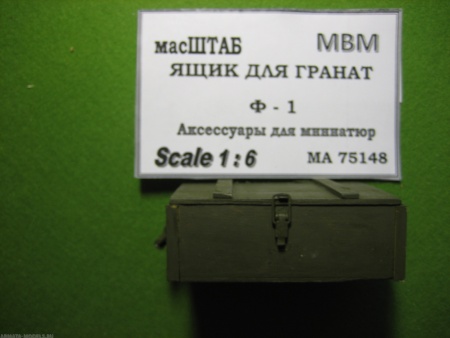 масШТАБ МВМ
ЯЩИК ДЛЯ ГРАНАТ
Ф - 1
Аксессуары для миниатюр
Scale 1 : 6 МА 75148